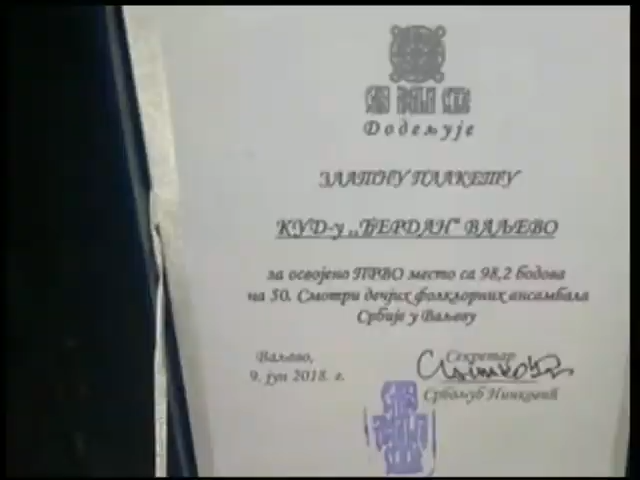 Додељује
ЗЛАТНУ ПЛАКЕТУ
КУД-у „ЂЕРДАН“ ВАЉЕВО
за освојено ПРВО место са 98,2 бодова
на 50. Смотри дечјих фолклорних ансамбала
Србије у Ваљеву
Ваљево,
9. јун 2018. г.
Секретар
Србољуб Нинковић